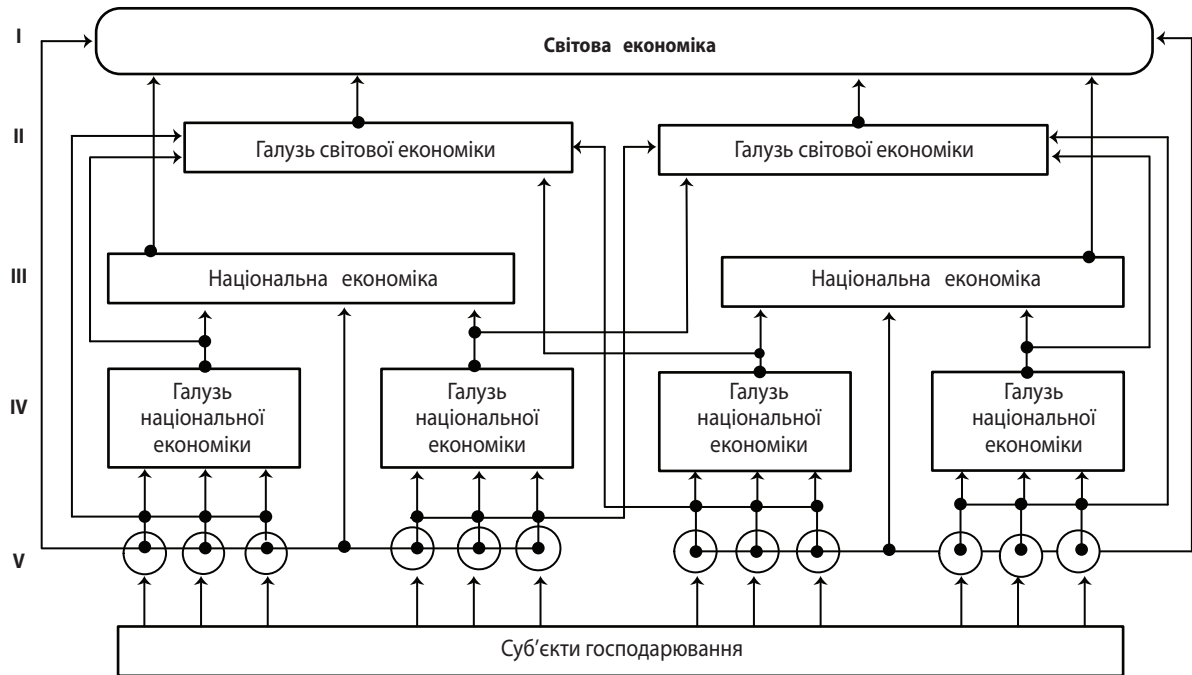 I
Світова економіка
II
Галузь світової економіки
Галузь світової економіки
III
Національна економіка
Національна економіка
IV
Галузь
національної
економіки
Галузь
національної
економіки
Галузь
національної
економіки
Галузь
національної
економіки
V
Суб’єкти господарювання